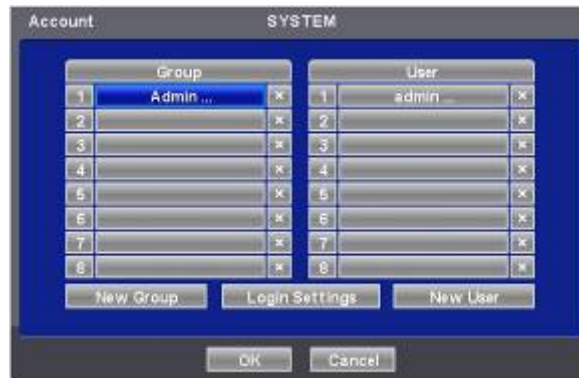 Account SYSTEM
Group User
1 Admin ... × 1 admin ... ×
2 × 2 ×
3 × 3 ×
4 × 4 ×
5 × 5 ×
6 × 6 ×
7 × 7 ×
8 × 8 ×
New Group Login Settings New User
OK Cancel